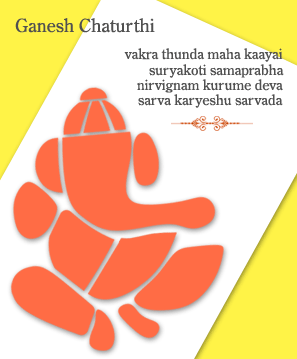 Ganesh Chaturthi
vakra thunda maha kaayai
suryakoti samaprabha
nirvignam kurume deva
sarva karyeshu sarvada